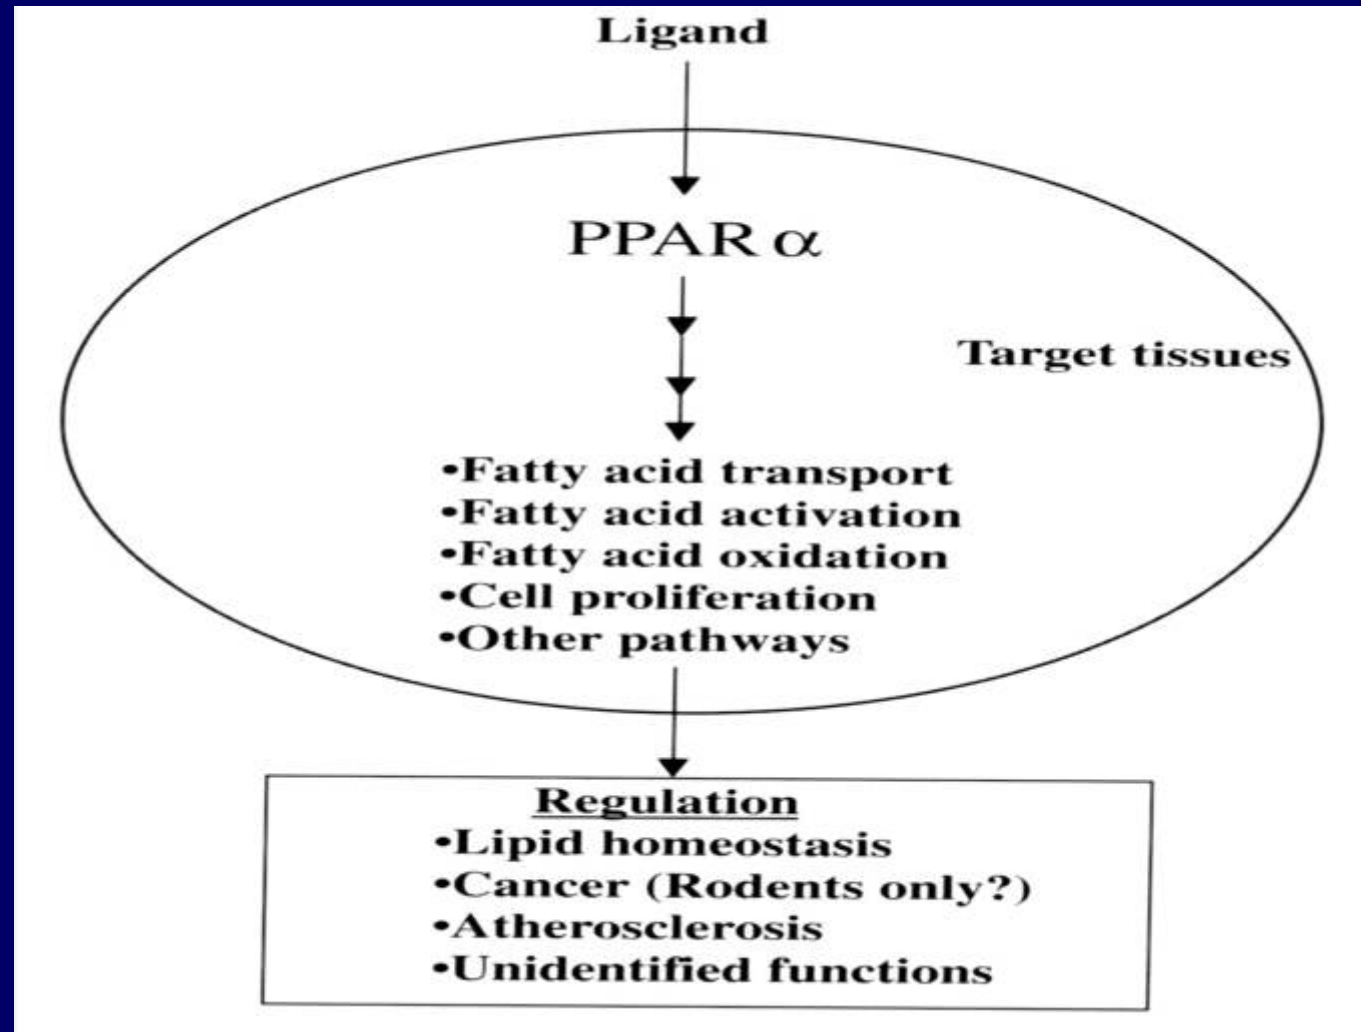 Ligand
PPAR α
Target tissues
•Fatty acid transport
•Fatty acid activation
•Fatty acid oxidation
•Cell proliferation
•Other pathways
Regulation
•Lipid homeostasis
•Cancer (Rodents only?)
•Atherosclerosis
•Unidentified functions